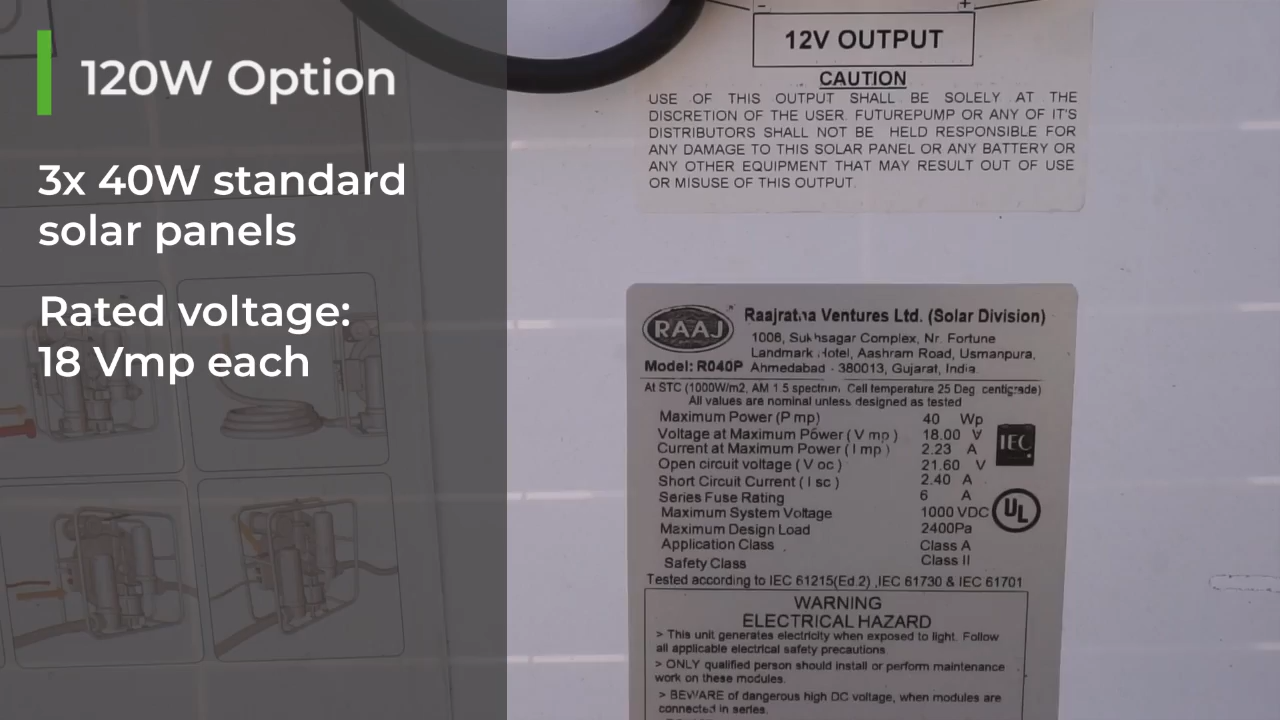 120W Option
3x 40W standard
solar panels
Rated voltage:
18 Vmp each
- +
12V OUTPUT
CAUTION
USE OF THIS OUTPUT SHALL BE SOLELY AT THE
DISCRETION OF THE USER. FUTUREPUMP OR ANY OF IT'S
DISTRIBUTORS SHALL NOT BE HELD RESPONSIBLE FOR
ANY DAMAGE TO THIS SOLAR PANEL OR ANY BATTERY OR
ANY OTHER EQUIPMENT THAT MAY RESULT OUT OF USE
OR MISUSE OF THIS OUTPUT.
RAAJ
Rajratna Ventures Ltd. (Solar Division)
1006, Sukhsagar Complex, Nr. Fortune
Landmark Hotel, Aashram Road, Usmanpura,
Model: R040P Ahmedabad - 380013, Gujarat, India.
At STC (1000W/m2, AM 1.5 spectrum, Cell temperature 25 Deg centigrade)
All values are nominal unless designed as tested
Maximum Power (P mp) 40 Wp
Voltage at Maximum Power ( V mp ) 18.00 V
Current at Maximum Power ( I mp ) 2.23 A
IEC
Open circuit voltage ( V oc ) 21.60 V
Short Circuit Current ( I sc ) 2.40 A
Series Fuse Rating 6 A
Maximum System Voltage 1000 VDC
UL
Maximum Design Load 2400Pa
Application Class Class A
Safety Class Class II
Tested according to IEC 61215(Ed.2) ,IEC 61730 & IEC 61701
WARNING
ELECTRICAL HAZARD
> This unit generates electricity when exposed to light. Follow
all applicable electrical safety precautions
> ONLY qualified person should install or perform maintenance
work on these modules.
> BEWARE of dangerous high DC voltage, when modules are
connected in series.